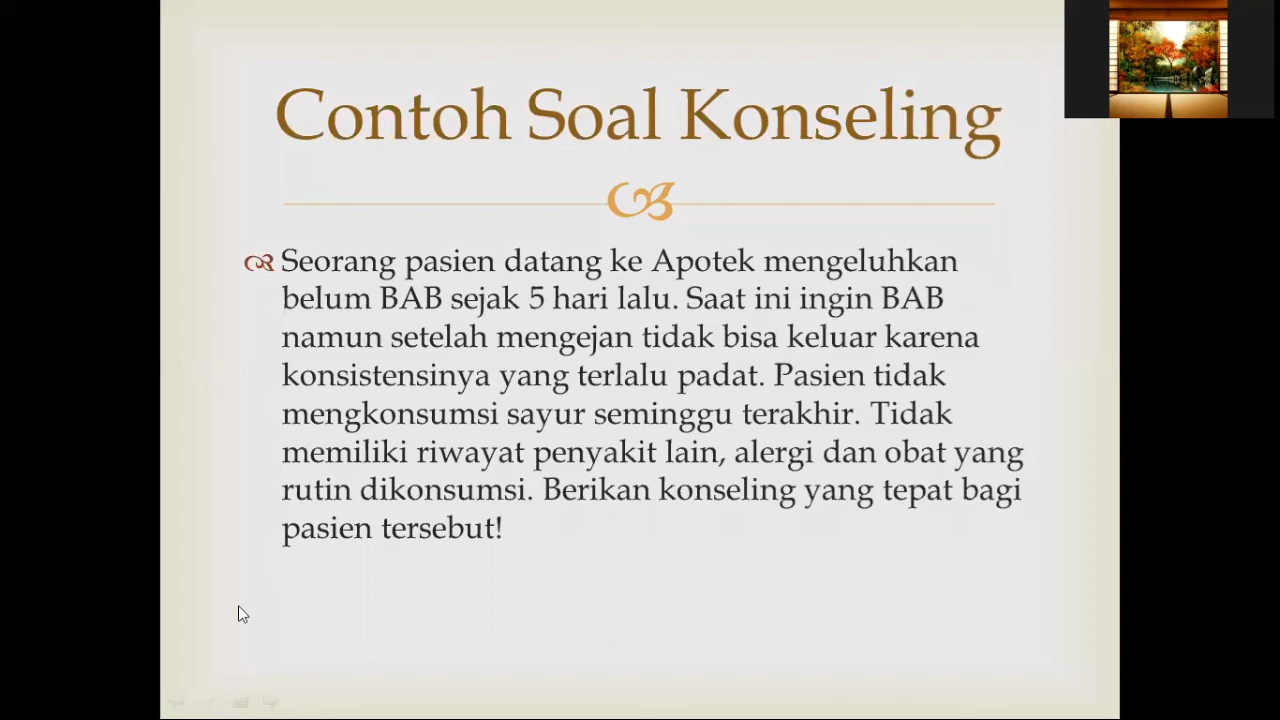 Contoh Soal Konseling
Seorang pasien datang ke Apotek mengeluhkan
belum BAB sejak 5 hari lalu. Saat ini ingin BAB
namun setelah mengejan tidak bisa keluar karena
konsistensinya yang terlalu padat. Pasien tidak
mengkonsumsi sayur seminggu terakhir. Tidak
memiliki riwayat penyakit lain, alergi dan obat yang
rutin dikonsumsi. Berikan konseling yang tepat bagi
pasien tersebut!